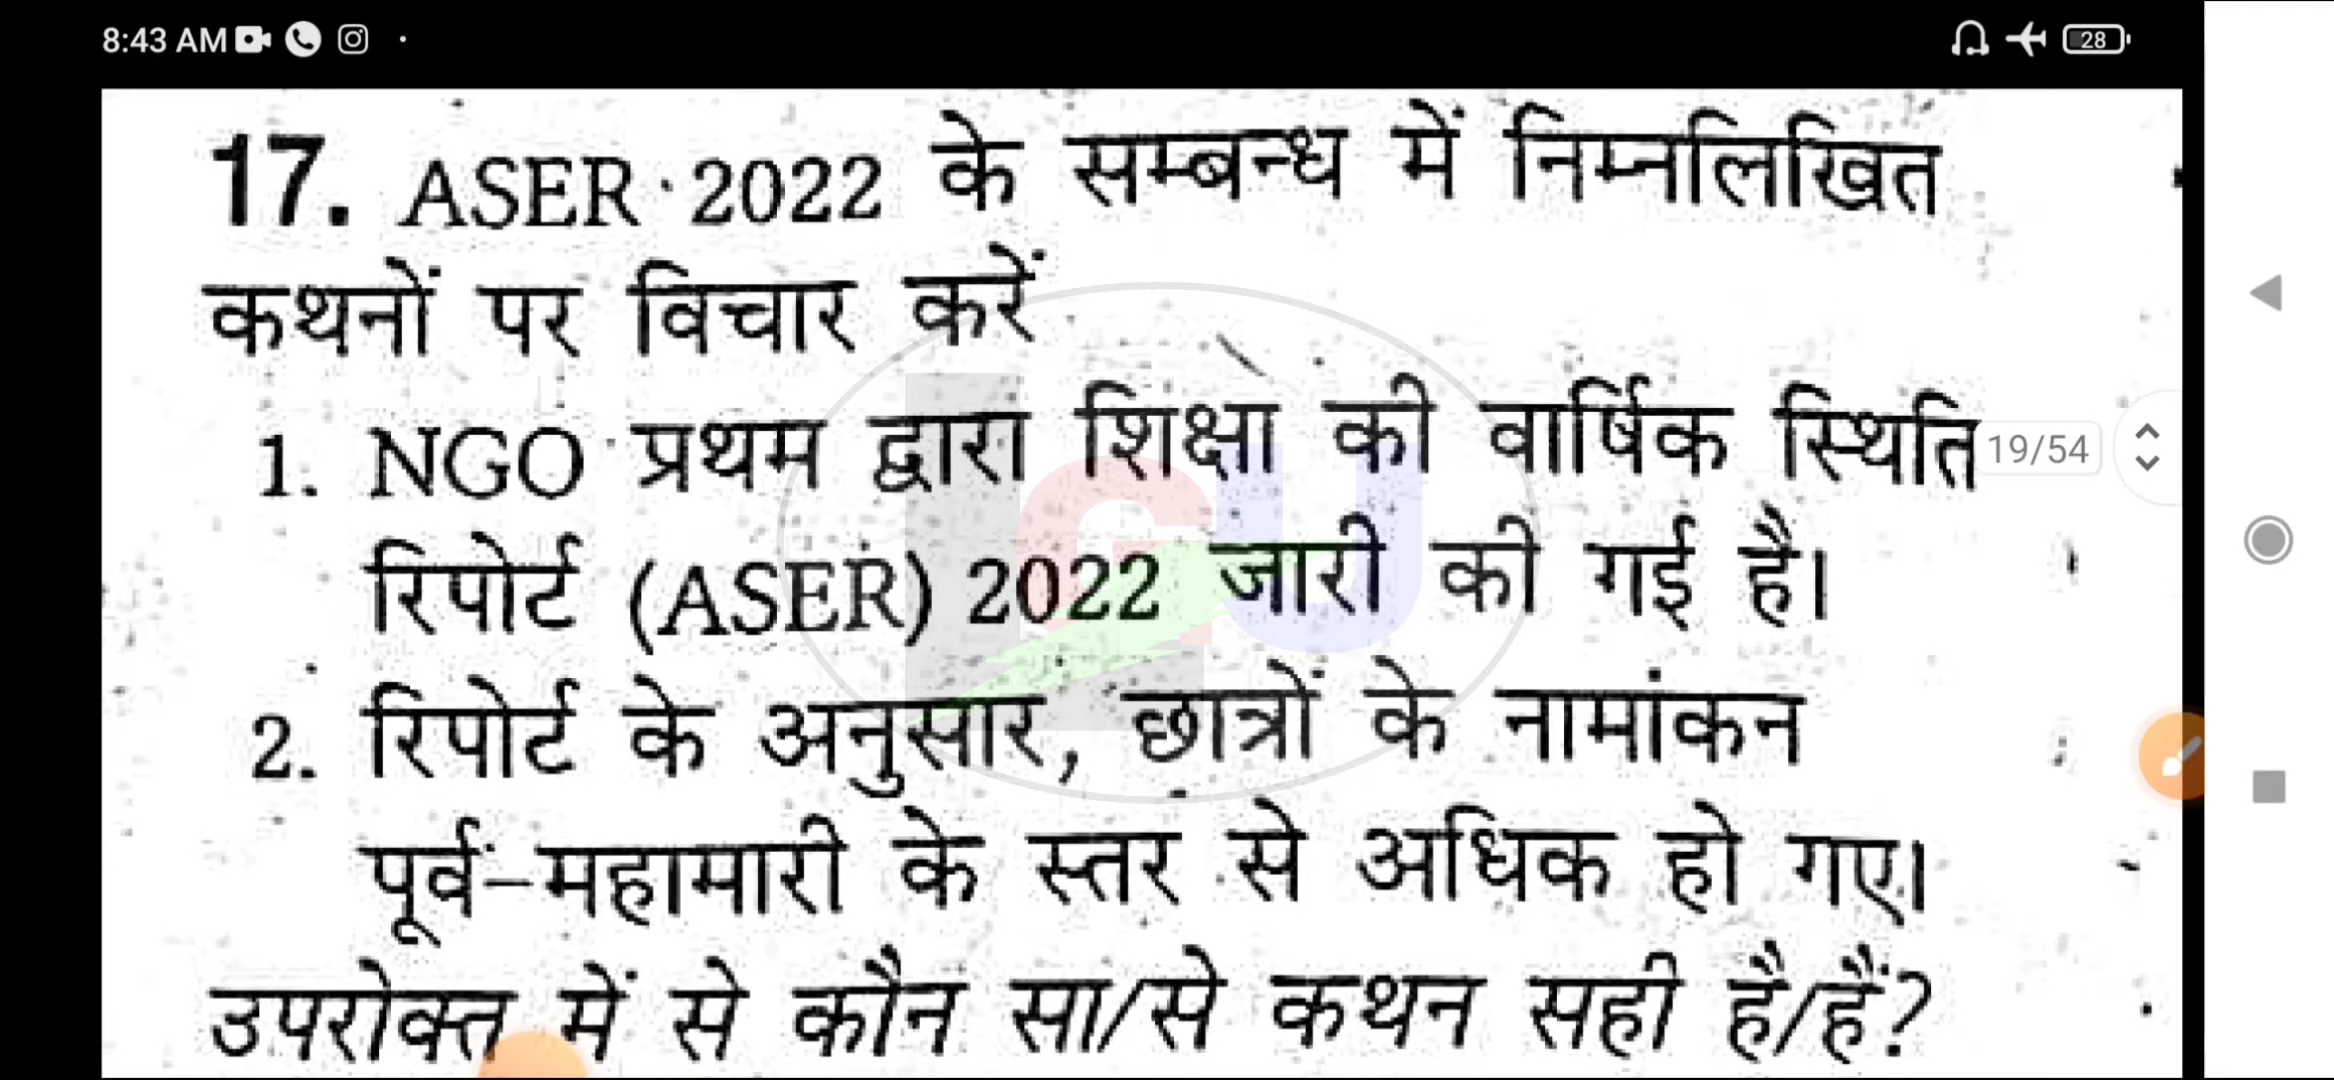 8:43 AM
28
17. ASER 2022 के सम्बन्ध में निम्नलिखित
कथनों पर विचार करें
1. NGO प्रथम द्वारा शिक्षा की वार्षिक स्थिति
19/54
रिपोर्ट (ASER) 2022 जारी की गई है।
2. रिपोर्ट के अनुसार, छात्रों के नामांकन
पूर्व-महामारी के स्तर से अधिक हो गए।
उपरोक्त में से कौन सा/से कथन सही है/हैं?